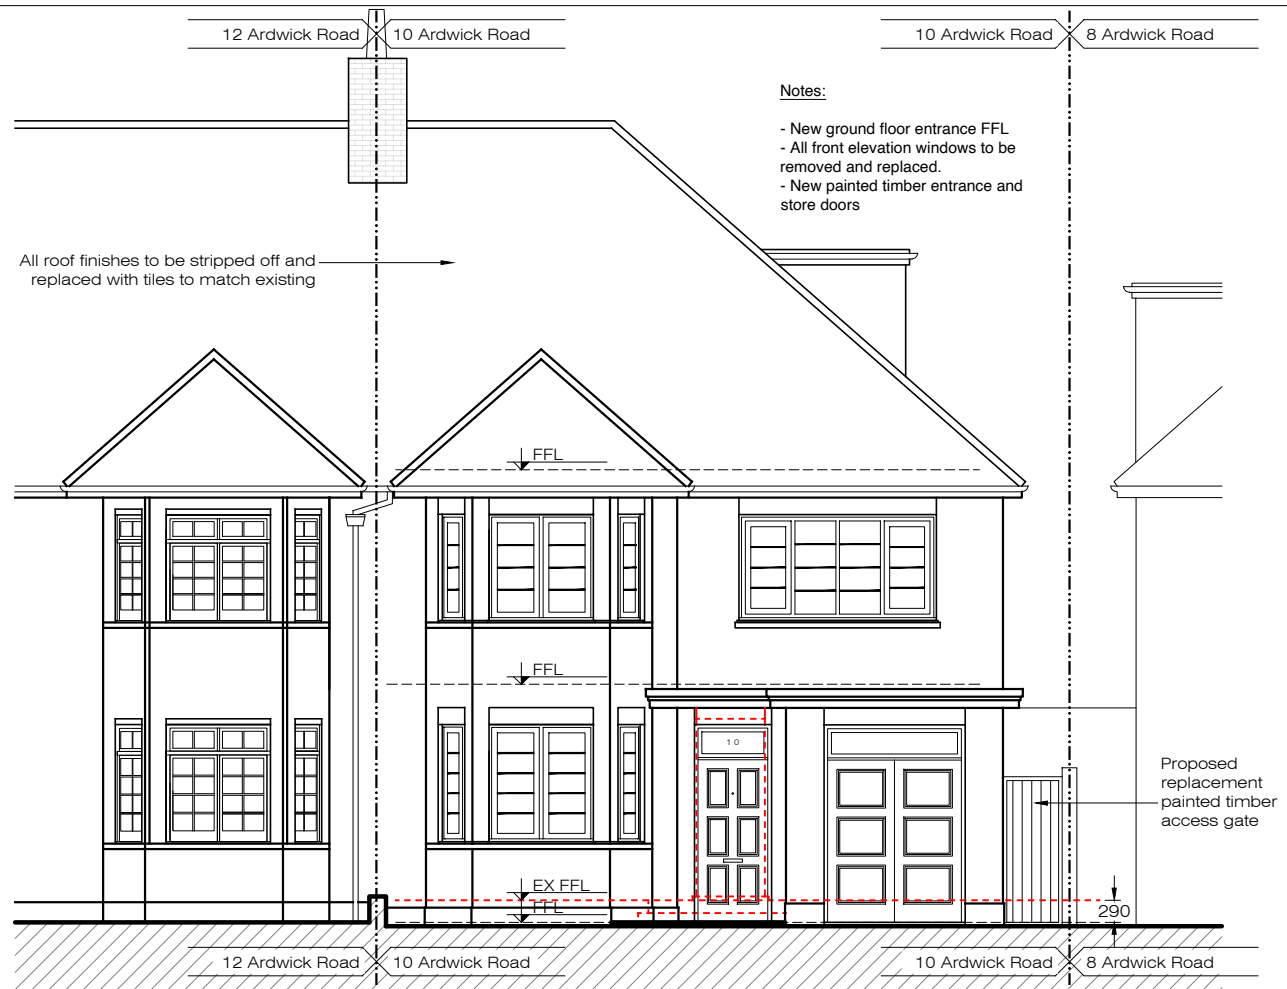 12 Ardwick Road
10 Ardwick Road
10 Ardwick Road
8 Ardwick Road
Notes:
- New ground floor entrance FFL
- All front elevation windows to be
removed and replaced.
- New painted timber entrance and
store doors
All roof finishes to be stripped off and
replaced with tiles to match existing
FFL
FFL
10
Proposed
replacement
painted timber
access gate
EX FFL
FFL
290
12 Ardwick Road
10 Ardwick Road
10 Ardwick Road
8 Ardwick Road